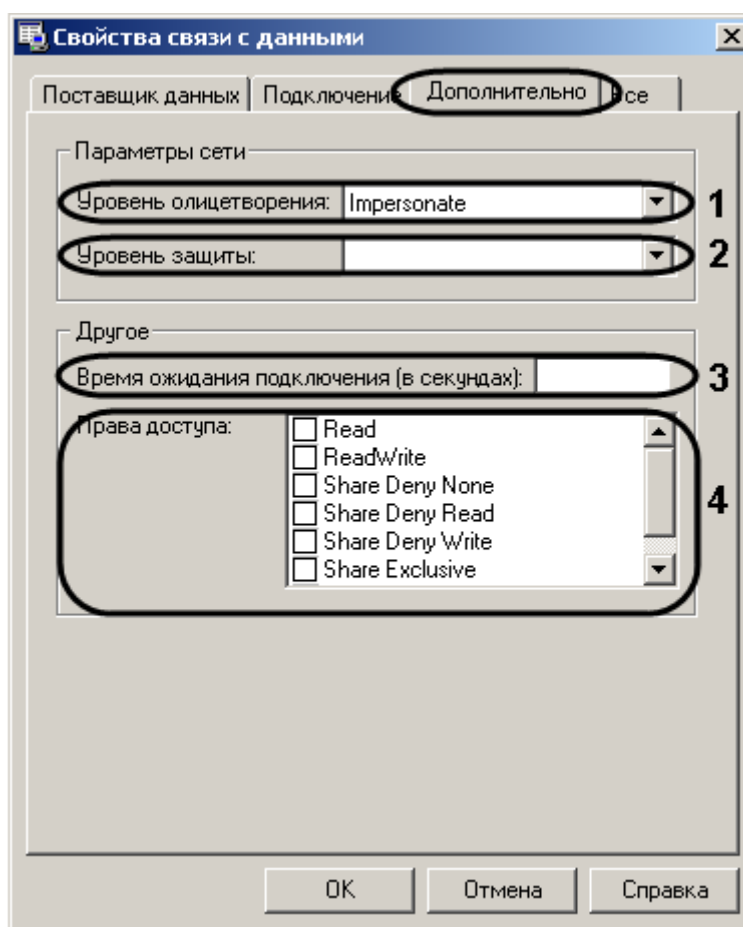 Свойства связи с данными
Поставщик данных Подключение Дополнительно Все
Параметры сети
Уровень олицетворения: Impersonate 1
Уровень защиты: 2
Другое
Время ожидания подключения (в секундах): 3
Права доступа:
Read
ReadWrite
Share Deny None
Share Deny Read
Share Deny Write
Share Exclusive
4
OK Отмена Справка